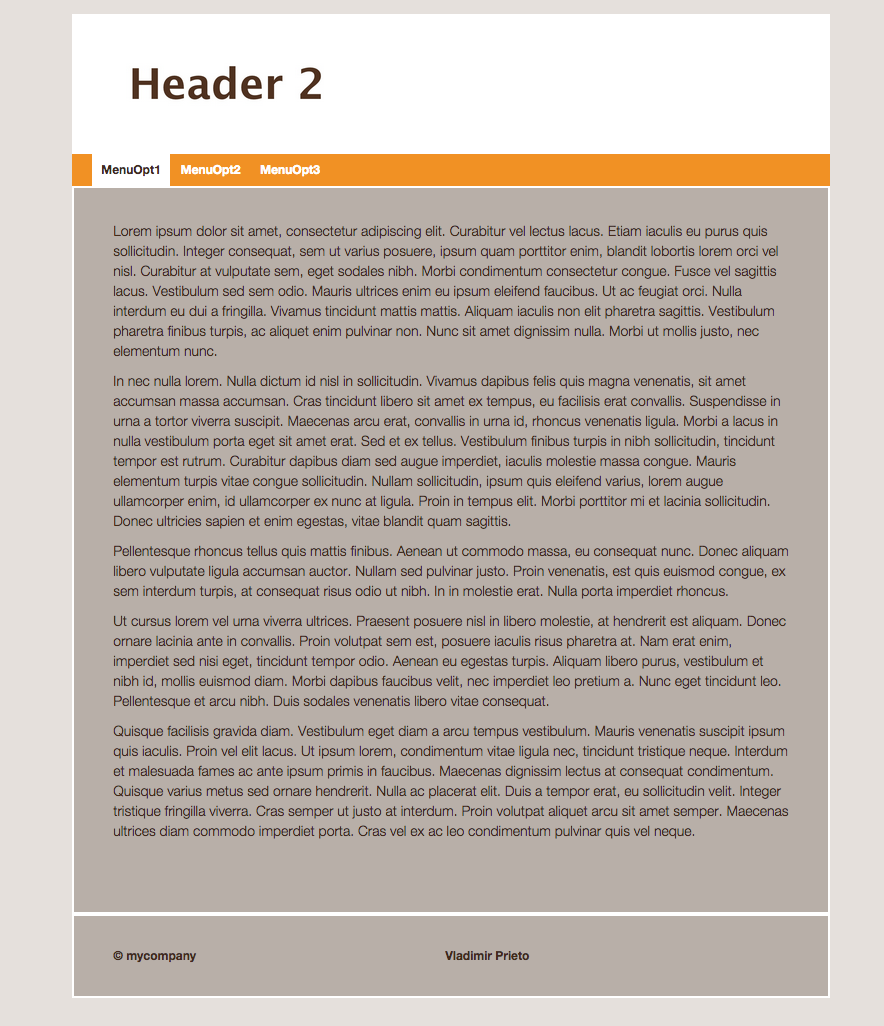 Header 2
MenuOpt1 MenuOpt2 MenuOpt3
Lorem ipsum dolor sit amet, consectetur adipiscing elit. Curabitur vel lectus lacus. Etiam iaculis eu purus quis
sollicitudin. Integer consequat, sem ut varius posuere, ipsum quam porttitor enim, blandit lobortis lorem orci vel
nisl. Curabitur at vulputate sem, eget sodales nibh. Morbi condimentum consectetur congue. Fusce vel sagittis
lacus. Vestibulum sed sem odio. Mauris ultrices enim eu ipsum eleifend faucibus. Ut ac feugiat orci. Nulla
interdum eu dui a fringilla. Vivamus tincidunt mattis mattis. Aliquam iaculis non elit pharetra sagittis. Vestibulum
pharetra finibus turpis, ac aliquet enim pulvinar non. Nunc sit amet dignissim nulla. Morbi ut mollis justo, nec
elementum nunc.
In nec nulla lorem. Nulla dictum id nisl in sollicitudin. Vivamus dapibus felis quis magna venenatis, sit amet
accumsan massa accumsan. Cras tincidunt libero sit amet ex tempus, eu facilisis erat convallis. Suspendisse in
urna a tortor viverra suscipit. Maecenas arcu erat, convallis in urna id, rhoncus venenatis ligula. Morbi a lacus in
nulla vestibulum porta eget sit amet erat. Sed et ex tellus. Vestibulum finibus turpis in nibh sollicitudin, tincidunt
tempor est rutrum. Curabitur dapibus diam sed augue imperdiet, iaculis molestie massa congue. Mauris
elementum turpis vitae congue sollicitudin. Nullam sollicitudin, ipsum quis eleifend varius, lorem augue
ullamcorper enim, id ullamcorper ex nunc at ligula. Proin in tempus elit. Morbi porttitor mi et lacinia sollicitudin.
Donec ultricies sapien et enim egestas, vitae blandit quam sagittis.
Pellentesque rhoncus tellus quis mattis finibus. Aenean ut commodo massa, eu consequat nunc. Donec aliquam
libero vulputate ligula accumsan auctor. Nullam sed pulvinar justo. Proin venenatis, est quis euismod congue, ex
sem interdum turpis, at consequat risus odio ut nibh. In in molestie erat. Nulla porta imperdiet rhoncus.
Ut cursus lorem vel urna viverra ultrices. Praesent posuere nisl in libero molestie, at hendrerit est aliquam. Donec
ornare lacinia ante in convallis. Proin volutpat sem est, posuere iaculis risus pharetra at. Nam erat enim,
imperdiet sed nisi eget, tincidunt tempor odio. Aenean eu egestas turpis. Aliquam libero purus, vestibulum et
nibh id, mollis euismod diam. Morbi dapibus faucibus velit, nec imperdiet leo pretium a. Nunc eget tincidunt leo.
Pellentesque et arcu nibh. Duis sodales venenatis libero vitae consequat.
Quisque facilisis gravida diam. Vestibulum eget diam a arcu tempus vestibulum. Mauris venenatis suscipit ipsum
quis iaculis. Proin vel elit lacus. Ut ipsum lorem, condimentum vitae ligula nec, tincidunt tristique neque. Interdum
et malesuada fames ac ante ipsum primis in faucibus. Maecenas dignissim lectus at consequat condimentum.
Quisque varius metus sed ornare hendrerit. Nulla ac placerat elit. Duis a tempor erat, eu sollicitudin velit. Integer
tristique fringilla viverra. Cras semper ut justo at interdum. Proin volutpat aliquet arcu sit amet semper. Maecenas
ultrices diam commodo imperdiet porta. Cras vel ex ac leo condimentum pulvinar quis vel neque.
© mycompany Vladimir Prieto